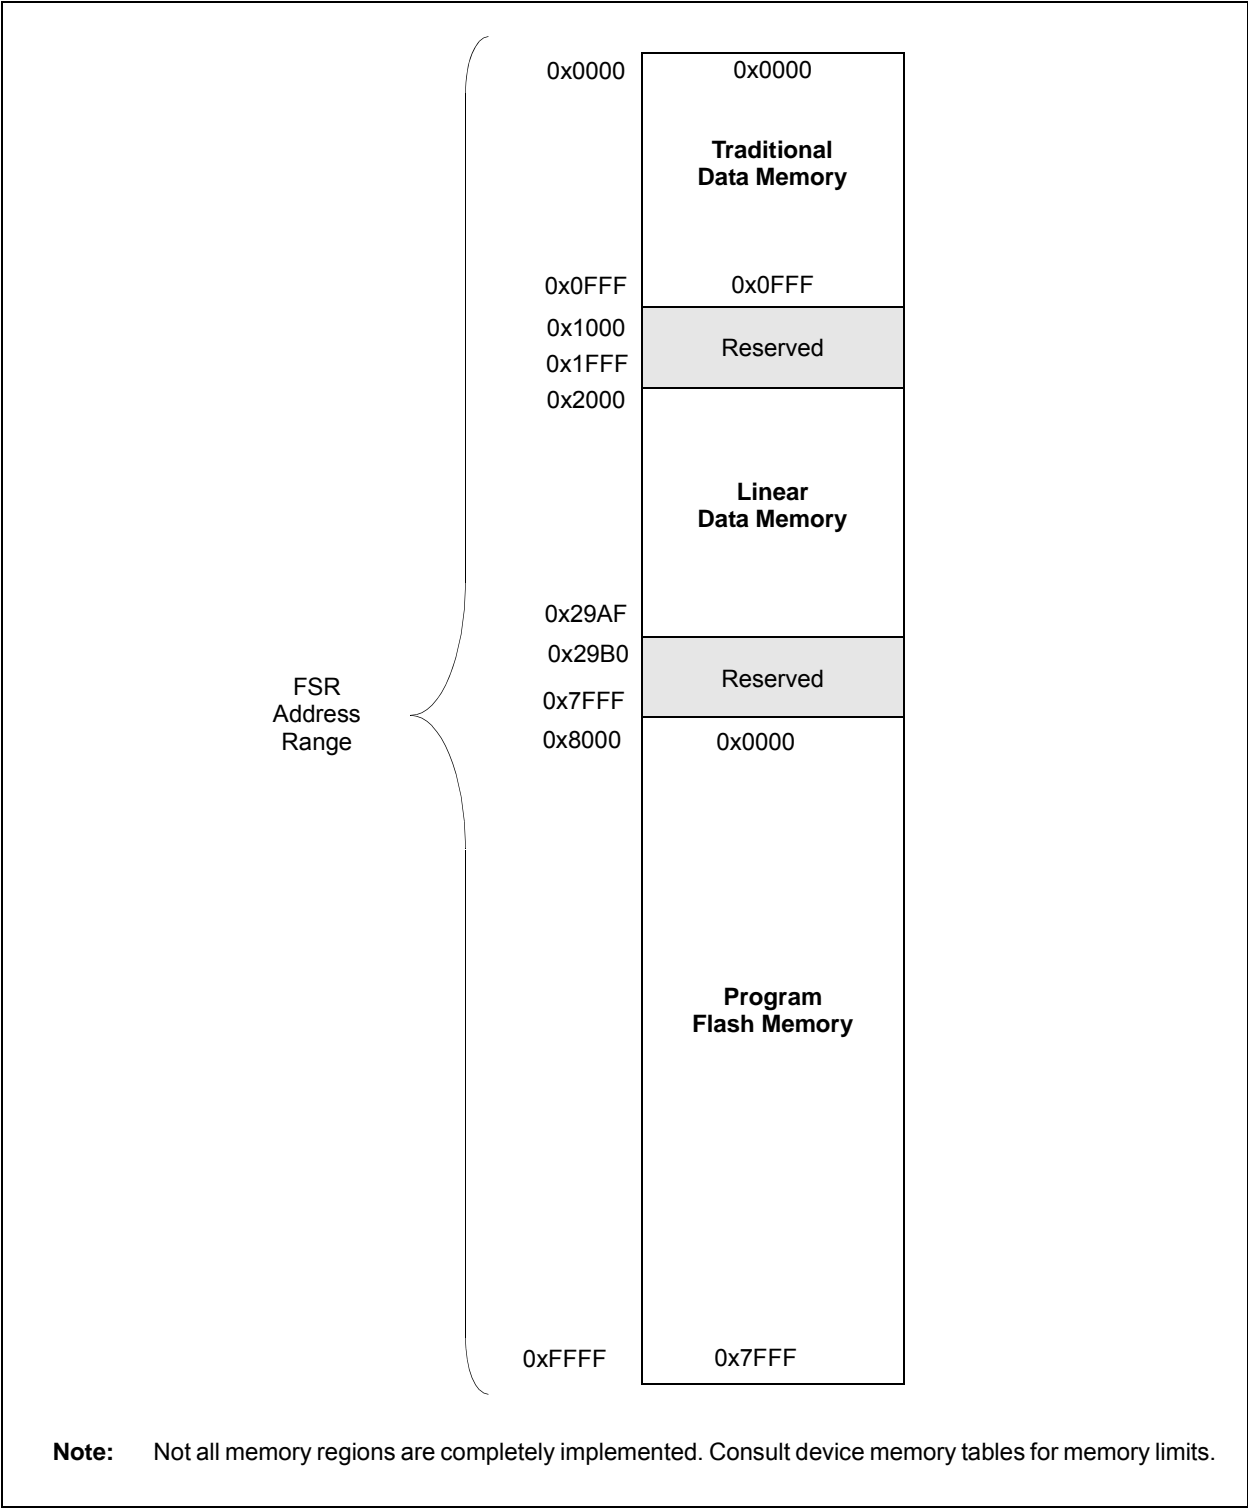 0x0000 0x0000
Traditional
Data Memory
0x0FFF 0x0FFF
0x1000
Reserved
0x1FFF
0x2000
Linear
Data Memory
0x29AF
0x29B0
Reserved
0x7FFF
FSR
Address
Range
0x8000 0x0000
Program
Flash Memory
0xFFFF 0x7FFF
Note: Not all memory regions are completely implemented. Consult device memory tables for memory limits.